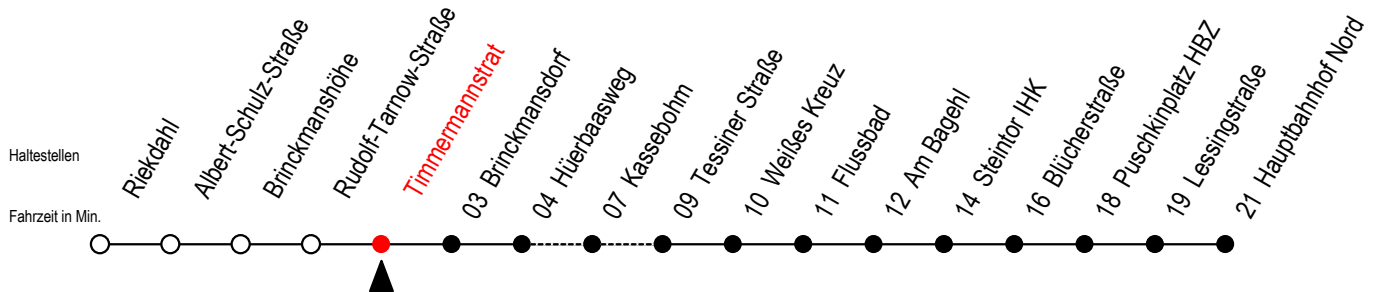 Haltestellen
Fahrzeit in Min.
Riekdahl
Albert-Schulz-Straße
Brinckmanshöhe
Rudolf-Tarnow-Straße
Timmermannstrat
03 Brinckmansdorf
04 Hüerbaasweg
07 Kassebohm
09 Tessiner Straße
10 Weißes Kreuz
11 Flussbad
12 Am Bagehl
14 Steintor IHK
16 Blücherstraße
18 Puschkinplatz HBZ
19 Lessingstraße
21 Hauptbahnhof Nord